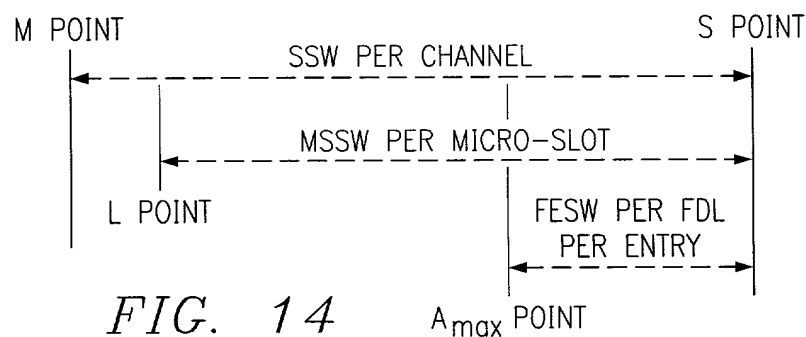 M POINT
S POINT
SSW PER CHANNEL
MSSW PER MICRO-SLOT
L POINT
FESW PER FDL
PER ENTRY
FIG. 14
Amax POINT